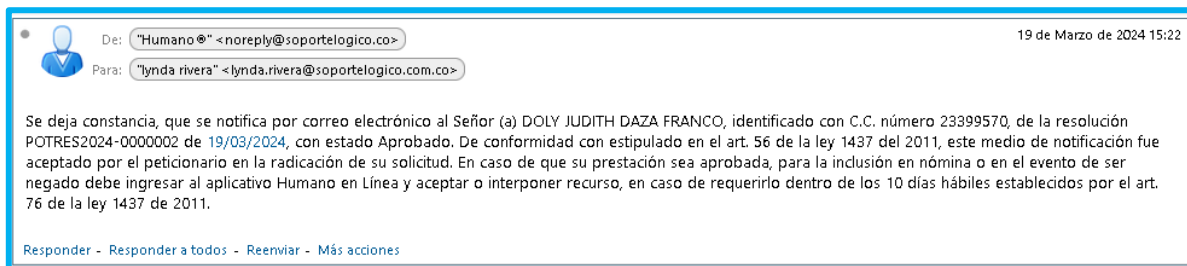 De: "Humano®" <noreply@soportelogico.co> 19 de Marzo de 2024 15:22
Para: "lynda rivera" <lynda.rivera@soportelogico.com.co>
Se deja constancia, que se notifica por correo electrónico al Señor (a) DOLY JUDITH DAZA FRANCO, identificado con C.C. número 23399570, de la resolución
POTRES2024-0000002 de 19/03/2024, con estado Aprobado. De conformidad con estipulado en el art. 56 de la ley 1437 del 2011, este medio de notificación fue
aceptado por el peticionario en la radicación de su solicitud. En caso de que su prestación sea aprobada, para la inclusión en nómina o en el evento de ser
negado debe ingresar al aplicativo Humano en Línea y aceptar o interponer recurso, en caso de requerirlo dentro de los 10 días hábiles establecidos por el art.
76 de la ley 1437 de 2011.
Responder - Responder a todos - Reenviar - Más acciones